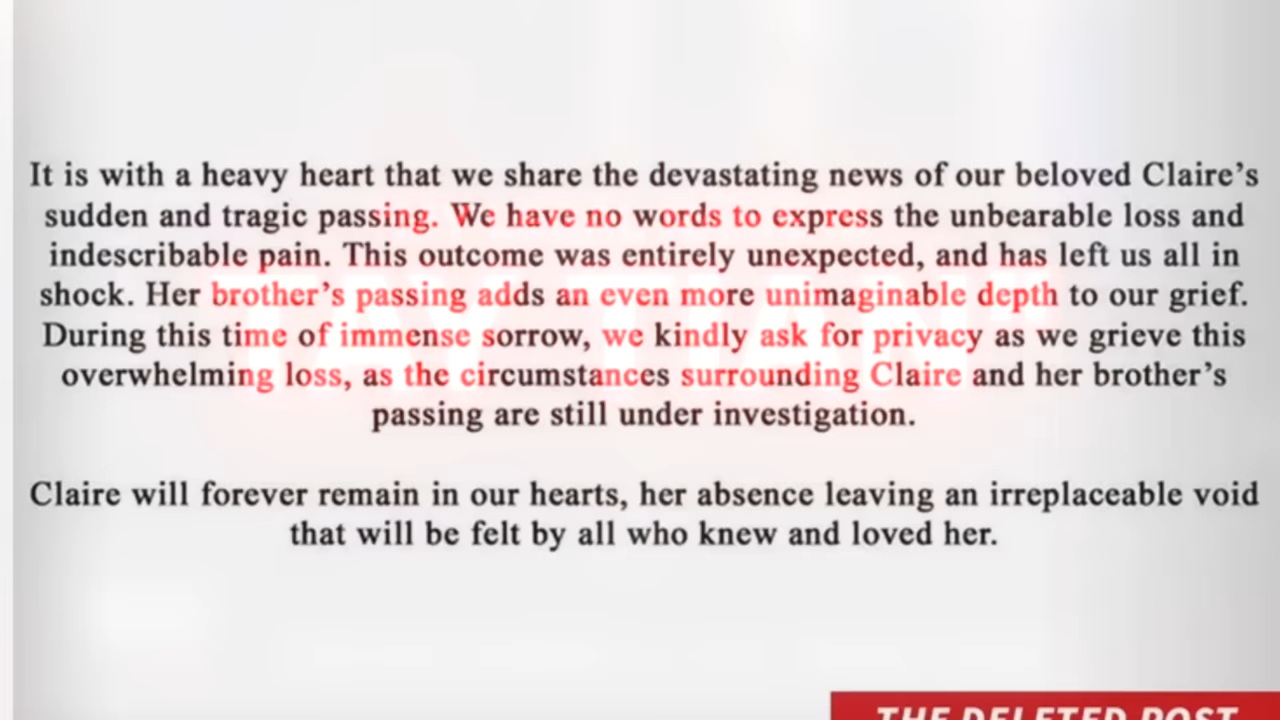 It is with a heavy heart that we share the devastating news of our beloved Claire's
sudden and tragic passing. We have no words to express the unbearable loss and
indescribable pain. This outcome was entirely unexpected, and has left us all in
shock. Her brother's passing adds an even more unimaginable depth to our grief.
During this time of immense sorrow, we kindly ask for privacy as we grieve this
overwhelming loss, as the circumstances surrounding Claire and her brother's
passing are still under investigation.
Claire will forever remain in our hearts, her absence leaving an irreplaceable void
that will be felt by all who knew and loved her.
THE DELETED POST